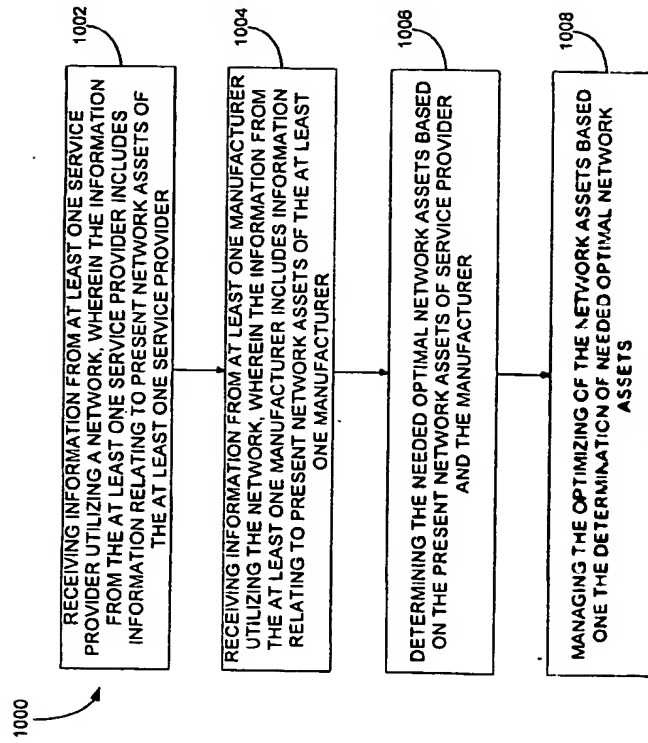 1000
1002
RECEIVING INFORMATION FROM AT LEAST ONE SERVICE
PROVIDER UTILIZING A NETWORK, WHEREIN THE INFORMATION
FROM THE AT LEAST ONE SERVICE PROVIDER INCLUDES
INFORMATION RELATING TO PRESENT NETWORK ASSETS OF
THE AT LEAST ONE SERVICE PROVIDER
1004
RECEIVING INFORMATION FROM AT LEAST ONE MANUFACTURER
UTILIZING THE NETWORK, WHEREIN THE INFORMATION FROM
THE AT LEAST ONE MANUFACTURER INCLUDES INFORMATION
RELATING TO PRESENT NETWORK ASSETS OF THE AT LEAST
ONE MANUFACTURER
1006
DETERMINING THE NEEDED OPTIMAL NETWORK ASSETS BASED
ON THE PRESENT NETWORK ASSETS OF SERVICE PROVIDER
AND THE MANUFACTURER
1008
MANAGING THE OPTIMIZING OF THE NETWORK ASSETS BASED
ONE THE DETERMINATION OF NEEDED OPTIMAL NETWORK
ASSETS